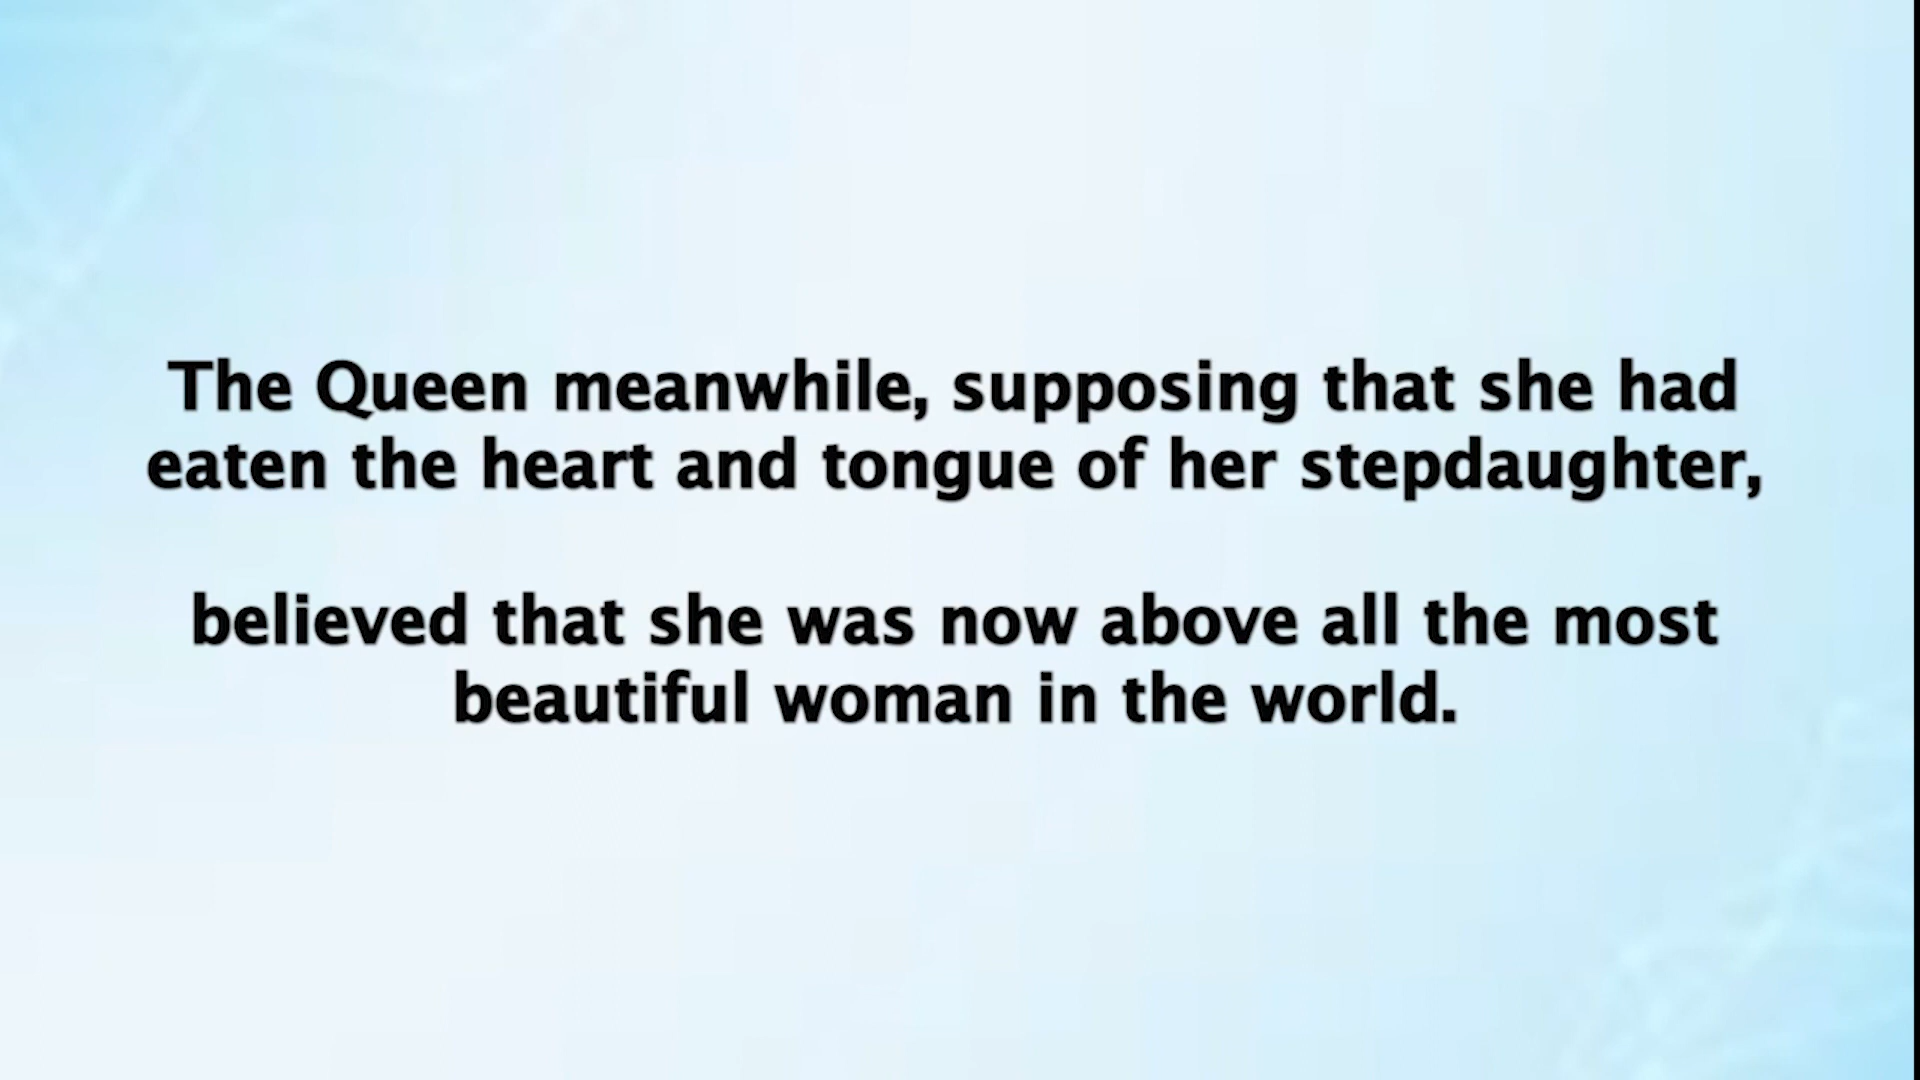 The Queen meanwhile, supposing that she had
eaten the heart and tongue of her stepdaughter,
believed that she was now above all the most
beautiful woman in the world.